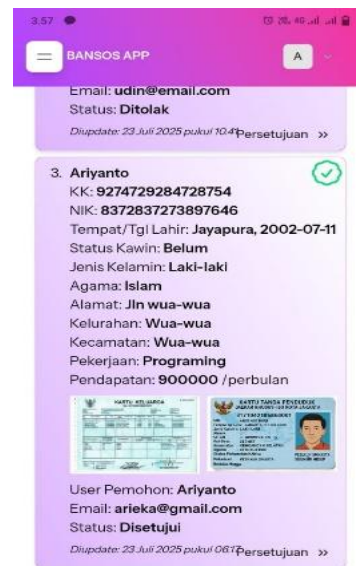 3.57
BANSOS APP
A
Email: udin@email.com
Status: Ditolak
Diupdate: 23 Juli 2025 pukul 10.41
Persetujuan »
3. Ariyanto
KK: 9274729284728754
NIK: 8372837273897646
Tempat/Tgl Lahir: Jayapura, 2002-07-11
Status Kawin: Belum
Jenis Kelamin: Laki-laki
Agama: Islam
Alamat: Jln wua-wua
Kelurahan: Wua-wua
Kecamatan: Wua-wua
Pekerjaan: Programing
Pendapatan: 900000 /perbulan
KARTU KELUARGA
KARTU TANDA PENDUDUK
User Pemohon: Ariyanto
Email: arieka@gmail.com
Status: Disetujui
Diupdate: 23 Juli 2025 pukul 06.17
Persetujuan »